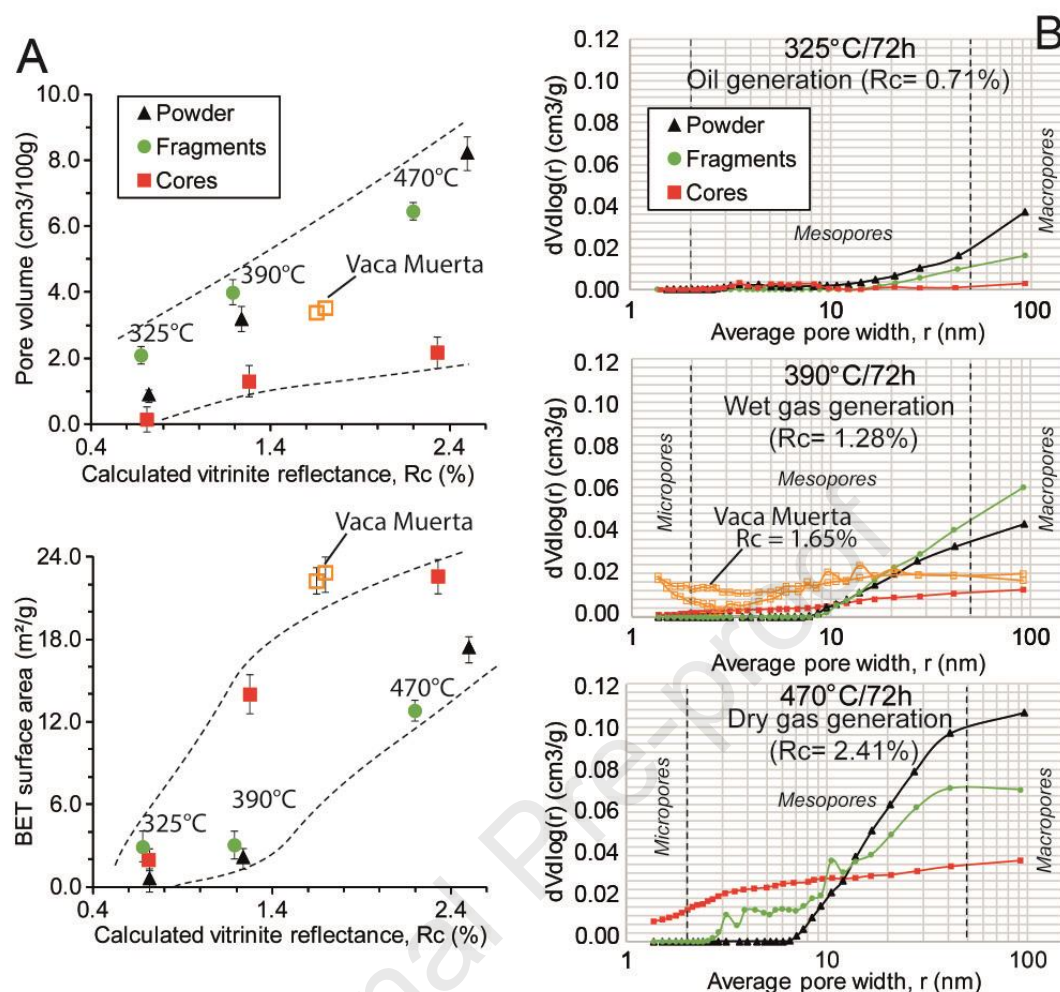 A
10.0
8.0
6.0
4.0
2.0
0.0
Pore volume (cm3/100g)
Powder
Fragments
Cores
470°C
390°C
325°C
Vaca Muerta
0.4
1.4
2.4
Calculated vitrinite reflectance, Rc (%)
24.0
18.0
12.0
6.0
0.0
BET surface area (m²/g)
Vaca Muerta
470°C
390°C
325°C
0.4
1.4
2.4
Calculated vitrinite reflectance, Rc (%)
B
0.12
0.10
0.08
0.06
0.04
0.02
0.00
dVdlog(r) (cm3/g)
325°C/72h
Oil generation (Rc= 0.71%)
Powder
Fragments
Cores
Mesopores
Macropores
1
10
100
Average pore width, r (nm)
0.12
0.10
0.08
0.06
0.04
0.02
0.00
dVdlog(r) (cm3/g)
390°C/72h
Wet gas generation
(Rc= 1.28%)
Micropores
Mesopores
Macropores
Vaca Muerta
Rc = 1.65%
1
10
100
Average pore width, r (nm)
0.12
0.10
0.08
0.06
0.04
0.02
0.00
dVdlog(r) (cm3/g)
470°C/72h
Dry gas generation
(Rc= 2.41%)
Micropores
Mesopores
Macropores
1
10
100
Average pore width, r (nm)
nal Pre-proof